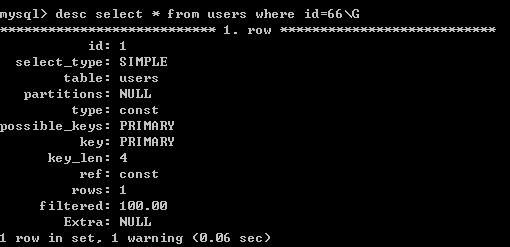 mysql> desc select * from users where id=66\G
*************************** 1. row ***************************
id: 1
select_type: SIMPLE
table: users
partitions: NULL
type: const
possible_keys: PRIMARY
key: PRIMARY
key_len: 4
ref: const
rows: 1
filtered: 100.00
Extra: NULL
1 row in set, 1 warning (0.06 sec)